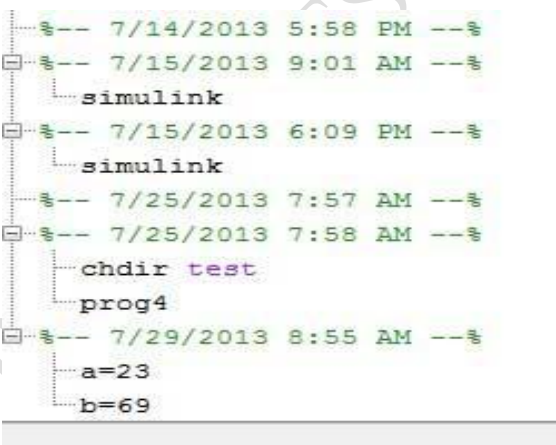 %-- 7/14/2013 5:58 PM --%
%-- 7/15/2013 9:01 AM --%
simulink
%-- 7/15/2013 6:09 PM --%
simulink
%-- 7/25/2013 7:57 AM --%
%-- 7/25/2013 7:58 AM --%
chdir test
prog4
%-- 7/29/2013 8:55 AM --%
a=23
b=69